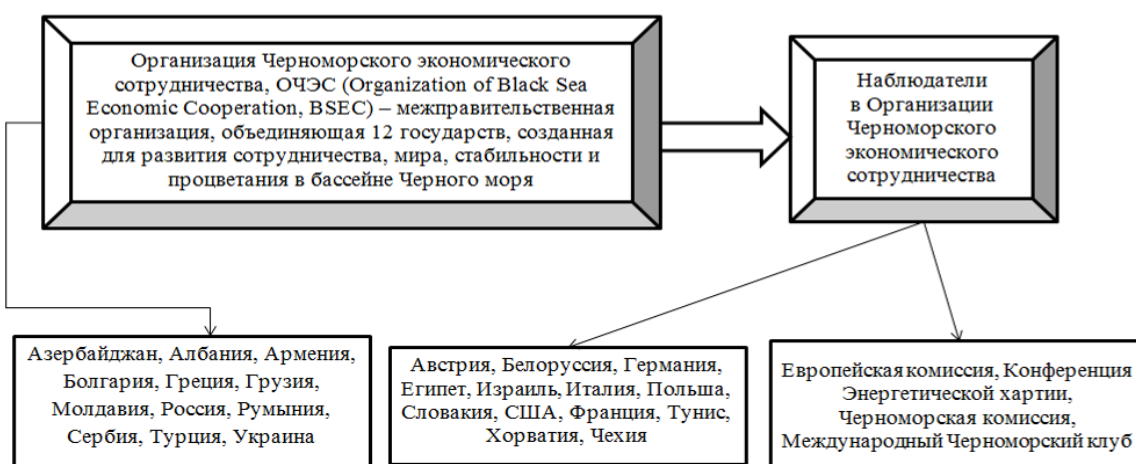 Организация Черноморского экономического
сотрудничества, ОЧЭС (Organization of Black Sea
Economic Cooperation, BSEC) – межправительственная
организация, объединяющая 12 государств, созданная
для развития сотрудничества, мира, стабильности и
процветания в бассейне Черного моря
Наблюдатели
в Организации
Черноморского
экономического
сотрудничества
Азербайджан, Албания, Армения,
Болгария, Греция, Грузия,
Молдавия, Россия, Румыния,
Сербия, Турция, Украина
Австрия, Белоруссия, Германия,
Египет, Израиль, Италия, Польша,
Словакия, США, Франция, Тунис,
Хорватия, Чехия
Европейская комиссия, Конференция
Энергетической хартии,
Черноморская комиссия,
Международный Черноморский клуб